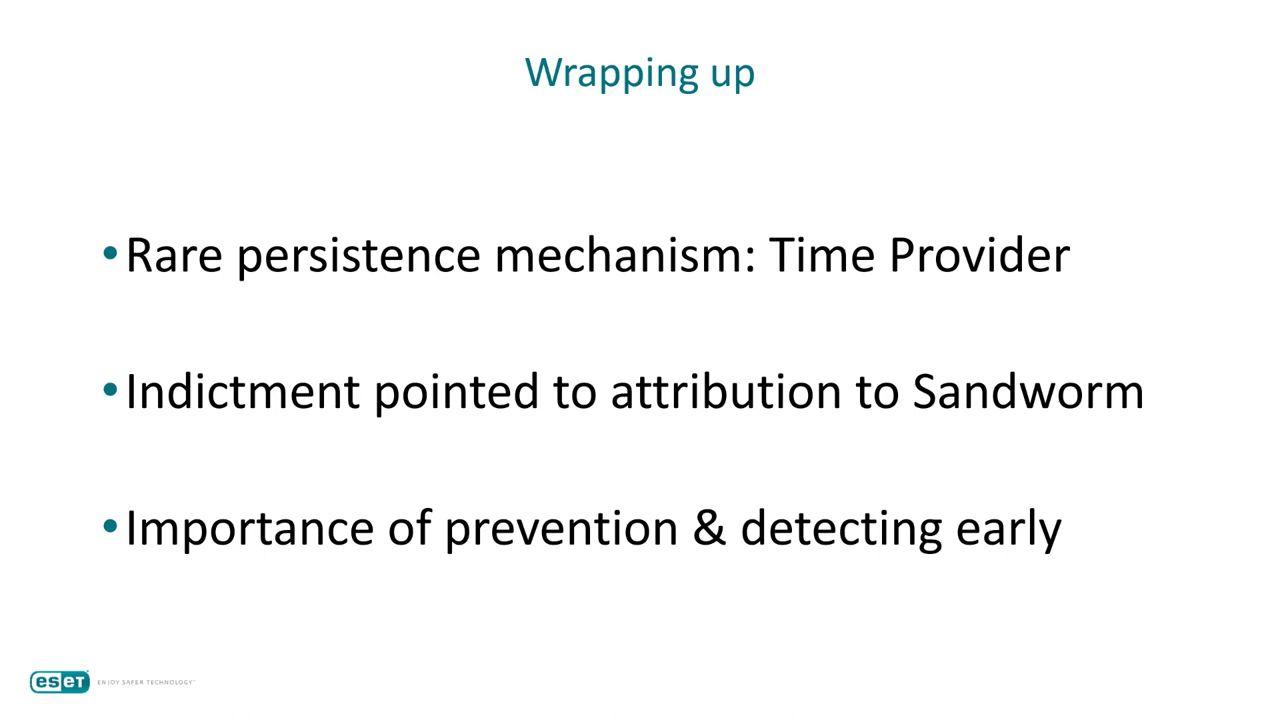 Wrapping up
•Rare persistence mechanism: Time Provider
•Indictment pointed to attribution to Sandworm
•Importance of prevention & detecting early
eset ENJOY SAFER TECHNOLOGY™